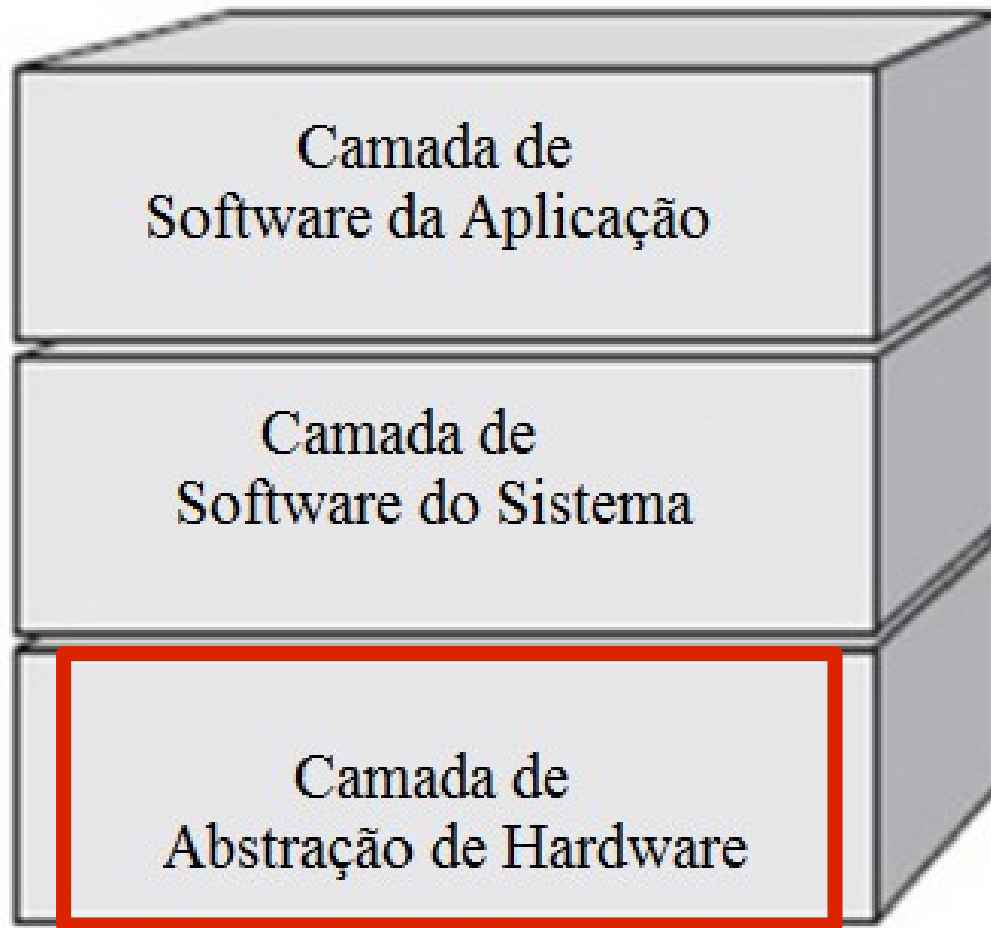 Camada de
Software da Aplicação
Camada de
Software do Sistema
Camada de
Abstração de Hardware